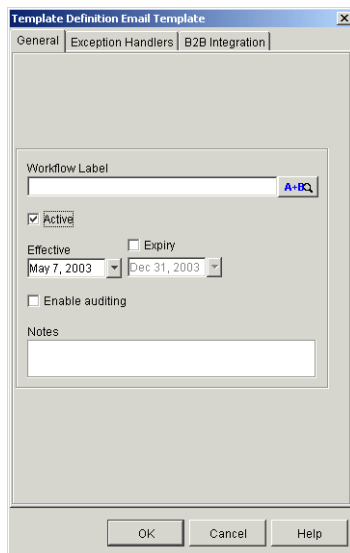 Template Definition Email Template
General Exception Handlers B2B Integration
Workflow Label
A+B
Active
Effective Expiry
May 7, 2003 Dec 31, 2003
Enable auditing
Notes
OK Cancel Help